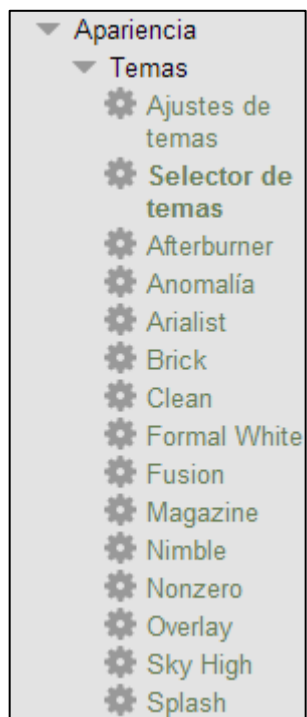 Apariencia
Temas
Ajustes de
temas
Selector de
temas
Afterburner
Anomalía
Arialist
Brick
Clean
Formal White
Fusion
Magazine
Nimble
Nonzero
Overlay
Sky High
Splash